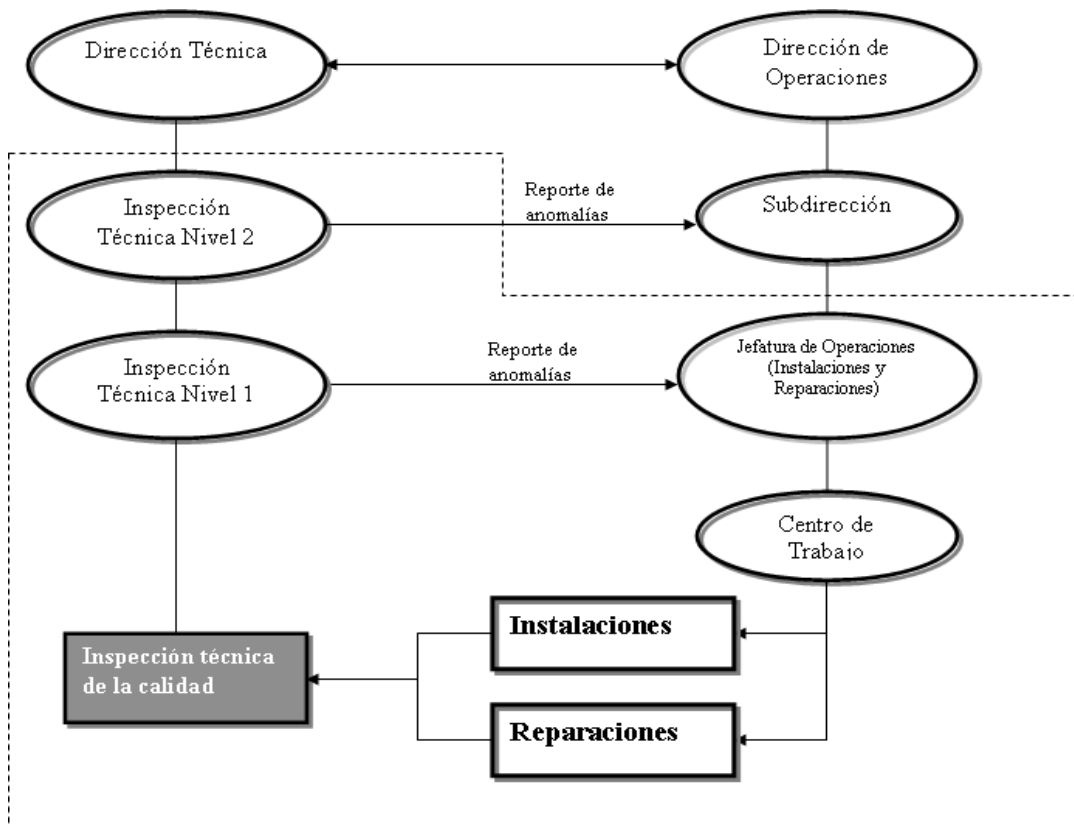 Dirección Técnica
Dirección de
Operaciones
Inspección
Técnica Nivel 2
Reporte de
anomalías
Subdirección
Inspección
Técnica Nivel 1
Reporte de
anomalías
Jefatura de Operaciones
(Instalaciones y
Reparaciones)
Centro de
Trabajo
Instalaciones
Inspección técnica
de la calidad
Reparaciones